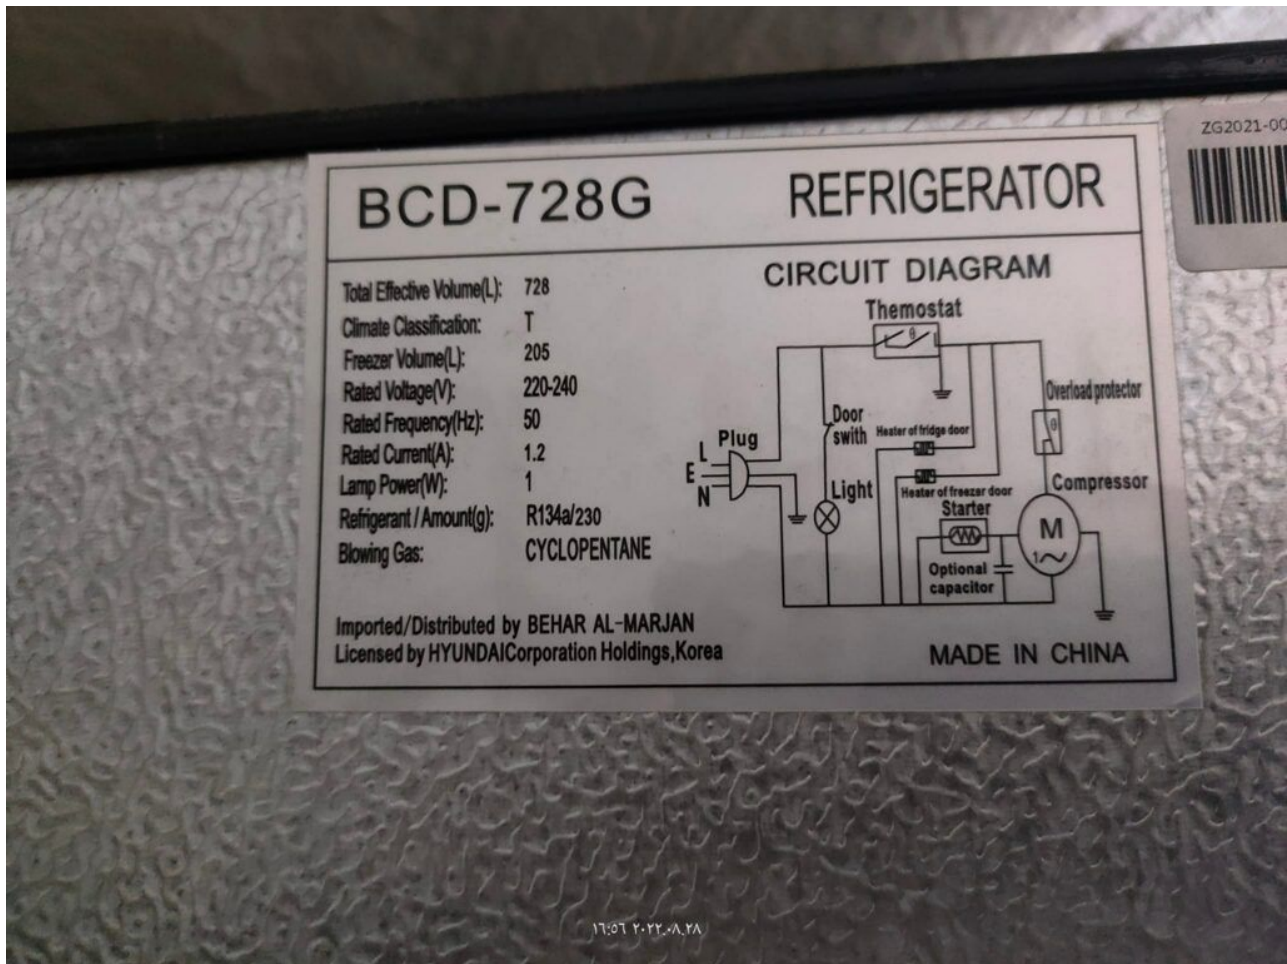 ZG2021-00
BCD-728G REFRIGERATOR
Total Effective Volume(L): 728
Climate Classification: T
Freezer Volume(L): 205
Rated Voltage(V): 220-240
Rated Frequency(Hz): 50
Rated Current(A): 1.2
Lamp Power(W): 1
Refrigerant / Amount(g): R134a/230
Blowing Gas: CYCLOPENTANE
Imported/Distributed by BEHAR AL-MARJAN
Licensed by HYUNDAICorporation Holdings,Korea
CIRCUIT DIAGRAM
Themostat
θ
Overload protector
θ
Door
swith
Heater of fridge door
Plug
L
E
N
Light
Heater of freezer door
Compressor
Starter
M
1~
Optional
capacitor
MADE IN CHINA
١٦:٥٦ ٢٠٢٢.٠٨.٢٨